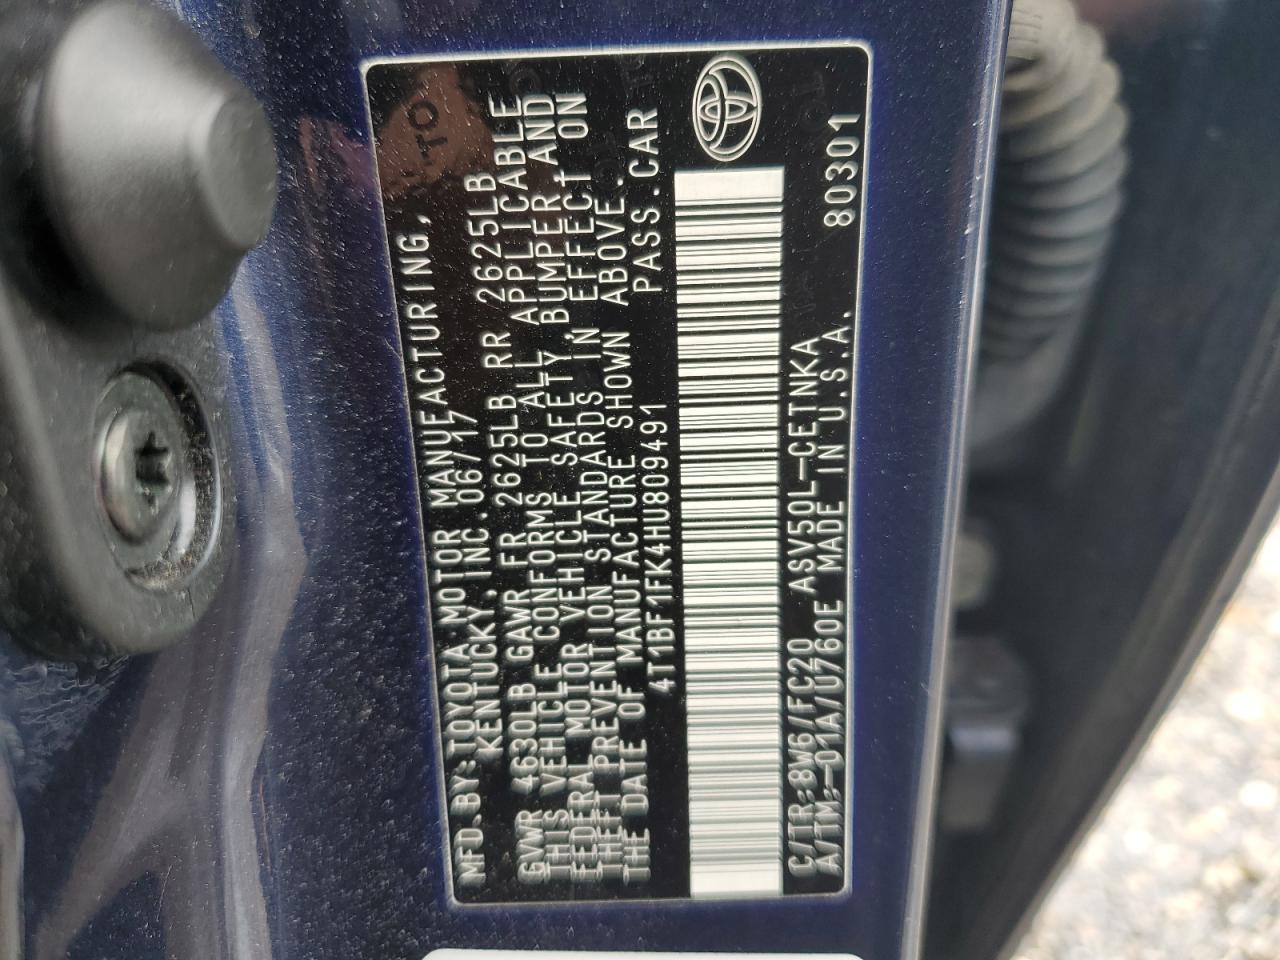 MFD.BY:TOYOTA MOTOR MANUFACTURING,
KENTUCKY, INC.06/17
GVWR 4630LB GAWR FR 2625LB RR 2625LB
THIS VEHICLE CONFORMS TO ALL APPLICABLE
FEDERAL MOTOR VEHICLE SAFETY,BUMPER,AND
THEFT PREVENTION STANDARDS IN EFFECT ON
THE DATE OF MANUFACTURE SHOWN ABOVE.
4T1BF1FK4HU809491 PASS.CAR
C/TR:8W6/FC20 ASV50L-CETNKA
A/TM:-01A/U760E MADE IN U.S.A. 80301